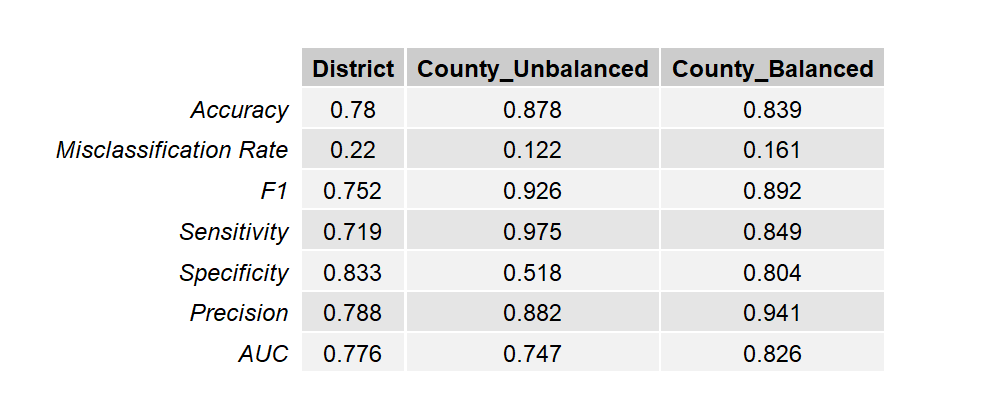 District County_Unbalanced County_Balanced
Accuracy 0.78 0.878 0.839
Misclassification Rate 0.22 0.122 0.161
F1 0.752 0.926 0.892
Sensitivity 0.719 0.975 0.849
Specificity 0.833 0.518 0.804
Precision 0.788 0.882 0.941
AUC 0.776 0.747 0.826